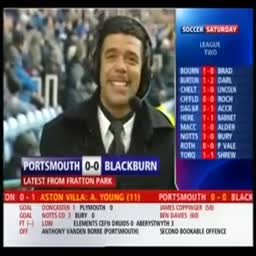 SOCCER SATURDAY
LEAGUE
TWO
BOURN 1-0 BRAD
BURTON 1-2 DARL
CHELT 1-0 LINCOLN
CHFLD 0-0 ROCH
DAG&R 2-1 ACCR
HERE 1-1 BARNET
MACC 1-0 ALDER
NOTTS 3-0 BURY
ROTH 0-0 P VALE
TORQ 1-1 SHREW
PORTSMOUTH 0-0 BLACKBURN
LATEST FROM FRATTON PARK
0 - 1 ASTON VILLA: A. YOUNG (11) PORTSMOUTH 0 - 0
GOAL DONCASTER 1 PLYMOUTH 0 JAMES COPPINGER (58)
GOAL NOTTS CO 3 BURY 0 BEN DAVIES (60)
FT (-) LOW ELEMENTS CEFN DRUIDS 0 ABERYSTWYTH 3
OFF ANTHONY VANDEN BORRE (PORTSMOUTH) SECOND BOOKABLE OFFENCE